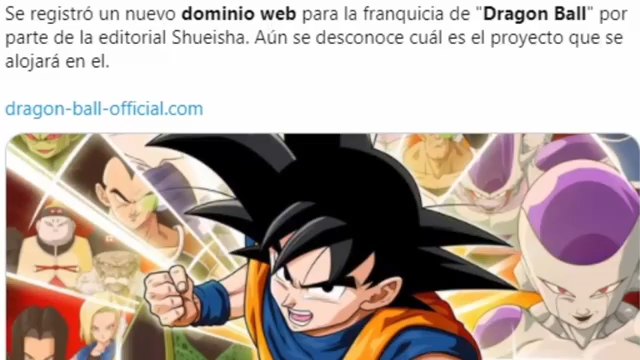 Se registró un nuevo dominio web para la franquicia de "Dragon Ball" por
parte de la editorial Shueisha. Aún se desconoce cuál es el proyecto que se
alojará en el.
dragon-ball-official.com